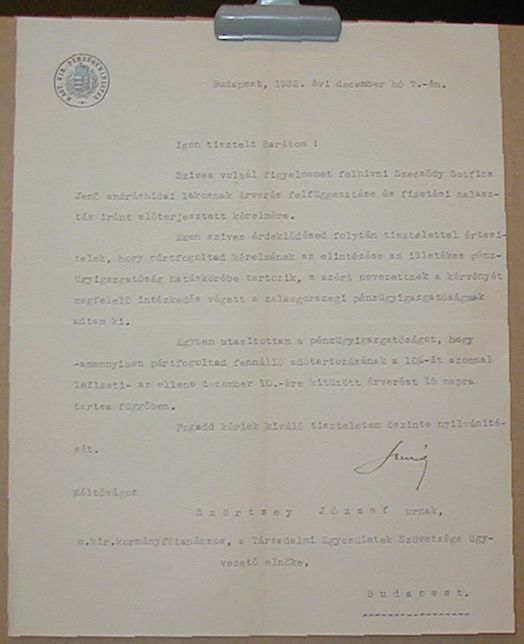 MAGY. KIR. PÉNZÜGYMINISZTER
Budapest, 1932. évi december hó 7.-én.
Igen tisztelt Barátom !
Szives voltál figyelmemet felhivni Szecsődy
Jenő andráshidai lakosnak árverés felfüggesztése és fizetési halasz-
tás iránt előterjesztett kérelmére.
Ezen szives érdeklődésed folytán tisztelettel értesi-
telek, hogy pártfogoltad kérelmének az elintézése az illetékes pénz-
ügyigazgatóság hatáskörébe tartozik, s azért nevezettnek a kérvényét
megfelelő intézkedés végett a zalaegerszegi pénzügyigazgatóságnak
adtam ki.
Egyben utasitottam a pénzügyigazgatóságot, hogy
-amennyiben pártfogoltad fennálló adótartozásának a 10%-át azonnal
lefizeti- az ellene december 10.-ére kitüzött árverést 15 napra
tartsa függőben.
Fogadd kérlek kiváló tiszteletem őszinte nyilvánitá-
sát.
Méltóságos
Szörtsey József urnak,
m.kir.kormányfőtanácsos, a Társadalmi Egyesületek Szövetsége ügy-
vezető elnöke,
Budapest.